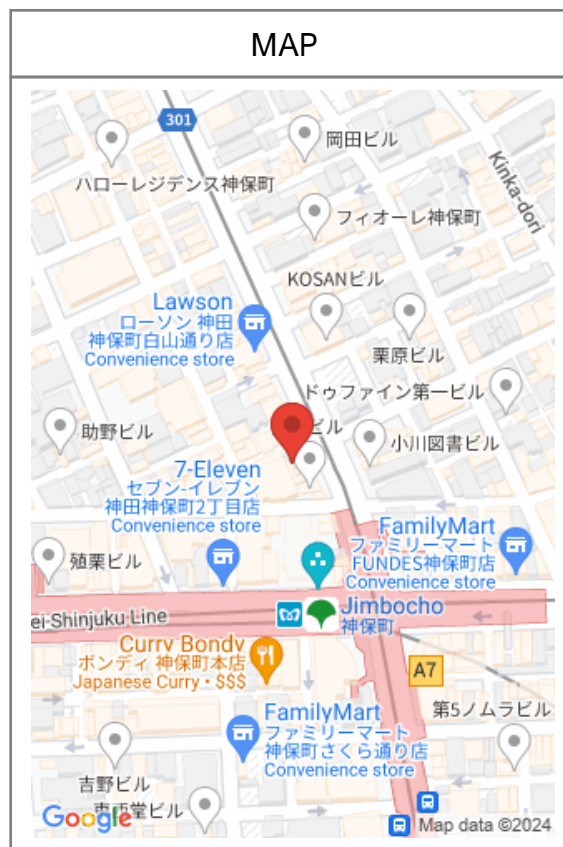 MAP
301
岡田ビル
ハローレジデンス神保町
Kinka-dori
フィオーレ神保町
KOSANビル
Lawson
ローソン 神田
神保町白山通り店
Convenience store
栗原ビル
ドゥファイン第一ビル
助野ビル
ビル
小川図書ビル
7-Eleven
セブン-イレブン
神田神保町2丁目店
Convenience store
FamilyMart
ファミリーマート
FUNDES神保町店
Convenience store
殖栗ビル
ei-Shinjuku Line
Jimbocho
神保町
Curry Bondy
ボンディ 神保町本店
Japanese Curry • $$$
A7
第5ノムラビル
FamilyMart
ファミリーマート
神保町さくら通り店
Convenience store
吉野ビル
堂ビル
Google
Map data ©2024